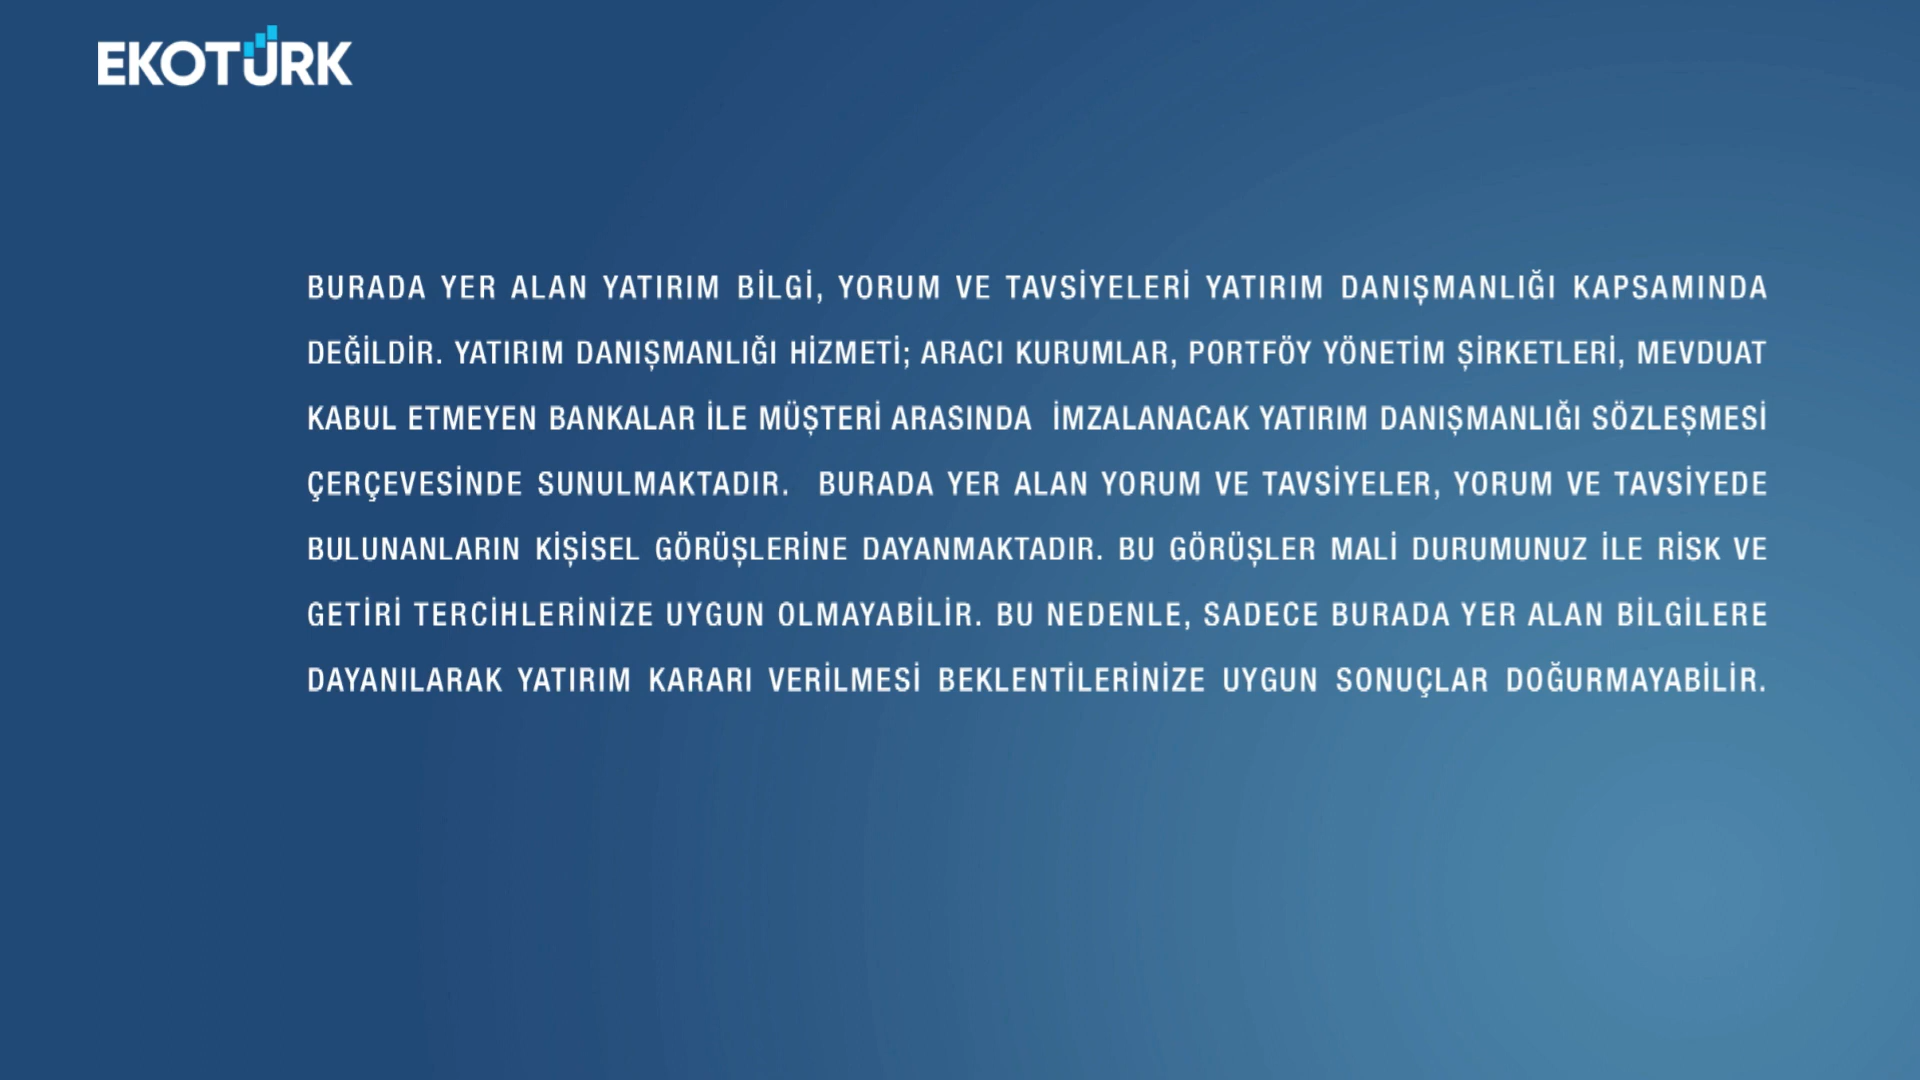 EKOTÜRK
BURADA YER ALAN YATIRIM BİLGİ, YORUM VE TAVSİYELERİ YATIRIM DANIŞMANLIĞI KAPSAMINDA
DEĞİLDİR. YATIRIM DANIŞMANLIĞI HİZMETİ; ARACI KURUMLAR, PORTFÖY YÖNETİM ŞİRKETLERİ, MEVDUAT
KABUL ETMEYEN BANKALAR İLE MÜŞTERİ ARASINDA İMZALANACAK YATIRIM DANIŞMANLIĞI SÖZLEŞMESİ
ÇERÇEVESİNDE SUNULMAKTADIR. BURADA YER ALAN YORUM VE TAVSİYELER, YORUM VE TAVSİYEDE
BULUNANLARIN KİŞİSEL GÖRÜŞLERİNE DAYANMAKTADIR. BU GÖRÜŞLER MALİ DURUMUNUZ İLE RİSK VE
GETİRİ TERCİHLERİNİZE UYGUN OLMAYABİLİR. BU NEDENLE, SADECE BURADA YER ALAN BİLGİLERE
DAYANILARAK YATIRIM KARARI VERİLMESİ BEKLENTİLERİNİZE UYGUN SONUÇLAR DOĞURMAYABİLİR.